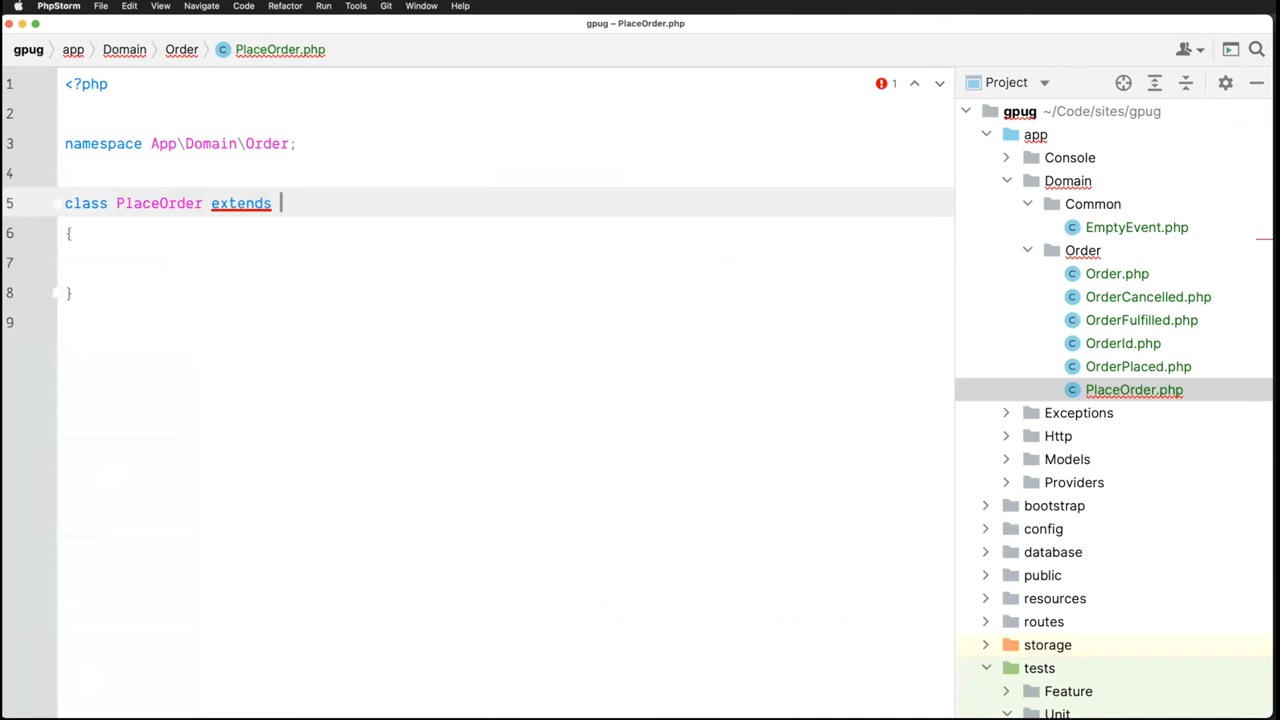 PhpStorm File Edit View Navigate Code Refactor Run Tools Git Window Help
gpug – PlaceOrder.php
gpug app Domain Order PlaceOrder.php
1 <?php
2
3 namespace App\Domain\Order;
4
5 class PlaceOrder extends
6 {
7
8 }
9
1
Project
gpug ~/Code/sites/gpug
app
Console
Domain
Common
EmptyEvent.php
Order
Order.php
OrderCancelled.php
OrderFulfilled.php
OrderId.php
OrderPlaced.php
PlaceOrder.php
Exceptions
Http
Models
Providers
bootstrap
config
database
public
resources
routes
storage
tests
Feature
Unit